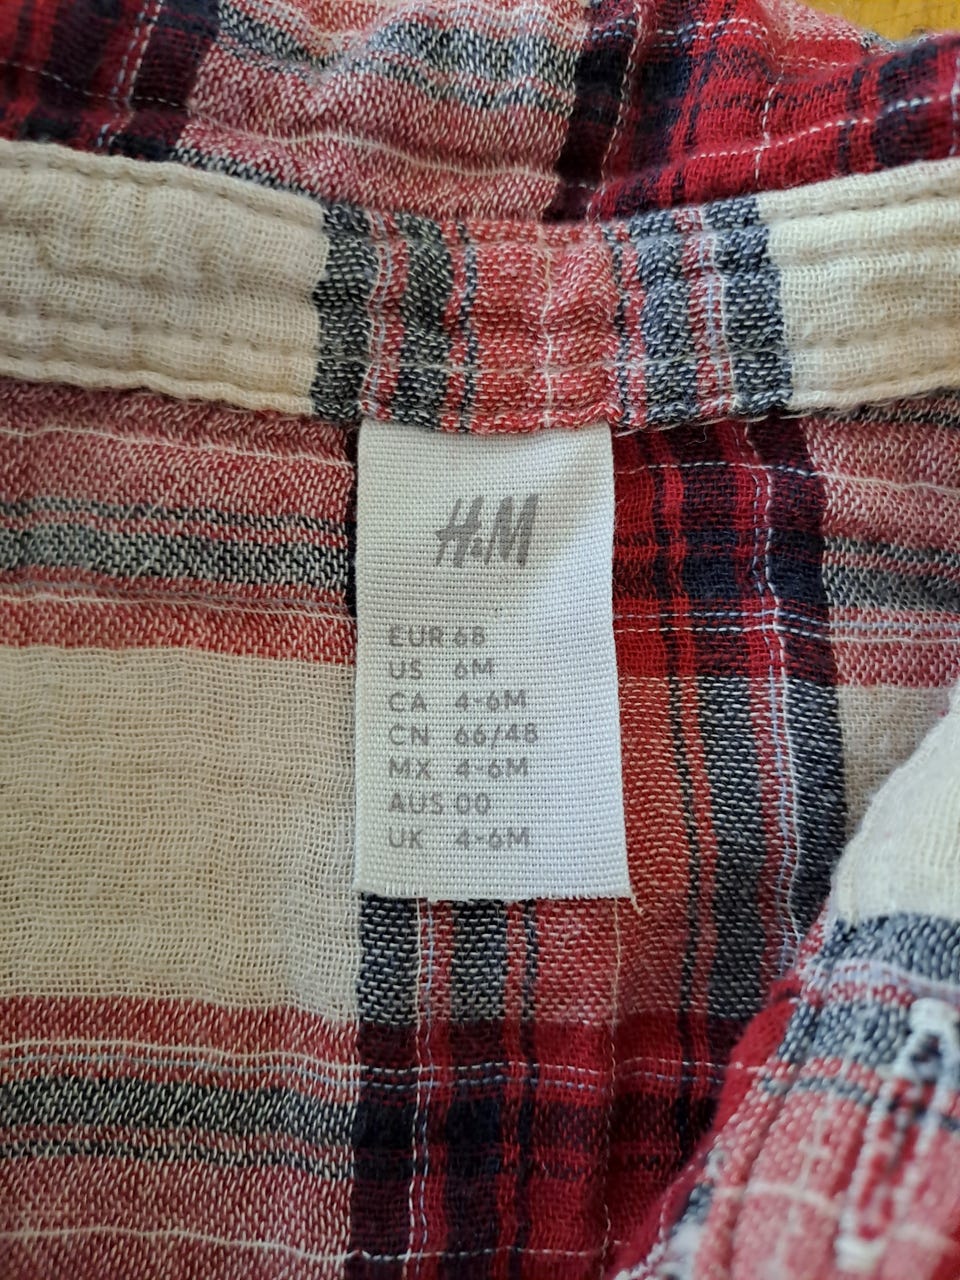 H&M
EUR 68
US 6M
CA 4-6M
CN 66/48
MX 4-6M
AUS 00
UK 4-6M